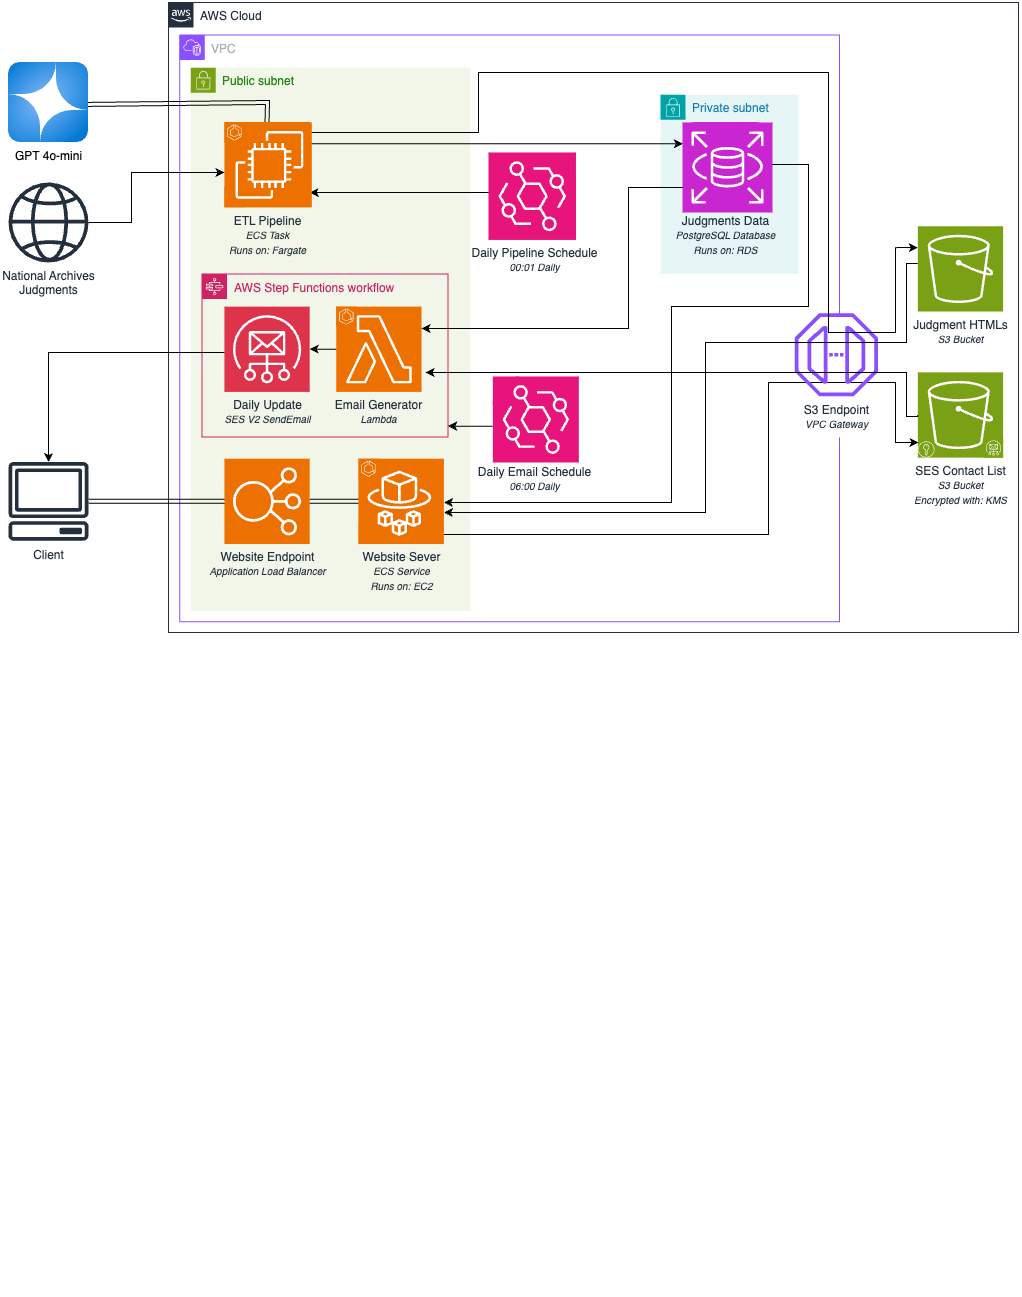 aws
AWS Cloud
VPC
Public subnet
GPT 4o-mini
Private subnet
ETL Pipeline
ECS Task
Runs on: Fargate
Judgments Data
PostgreSQL Database
Runs on: RDS
Daily Pipeline Schedule
00:01 Daily
National Archives
Judgments
AWS Step Functions workflow
Judgment HTMLs
S3 Bucket
Daily Update
SES V2 SendEmail
Email Generator
Lambda
S3 Endpoint
VPC Gateway
Daily Email Schedule
06:00 Daily
SES Contact List
S3 Bucket
Encrypted with: KMS
Client
Website Endpoint
Application Load Balancer
Website Sever
ECS Service
Runs on: EC2